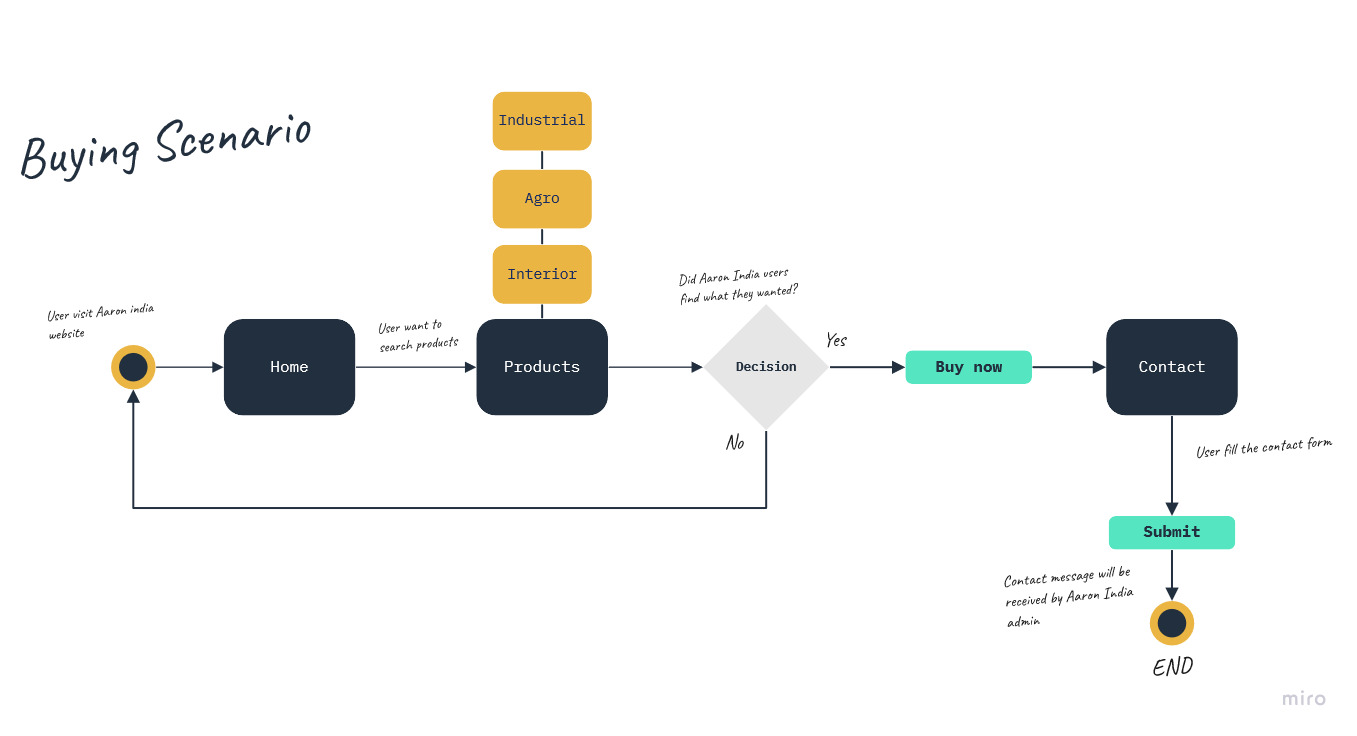 Buying Scenario
Industrial
Agro
Interior
User visit Aaron india
website
Home
User want to
search products
Products
Did Aaron India users
find what they wanted?
Decision
Yes
No
Buy now
Contact
User fill the contact form
Submit
Contact message will be
received by Aaron India
admin
END
miro